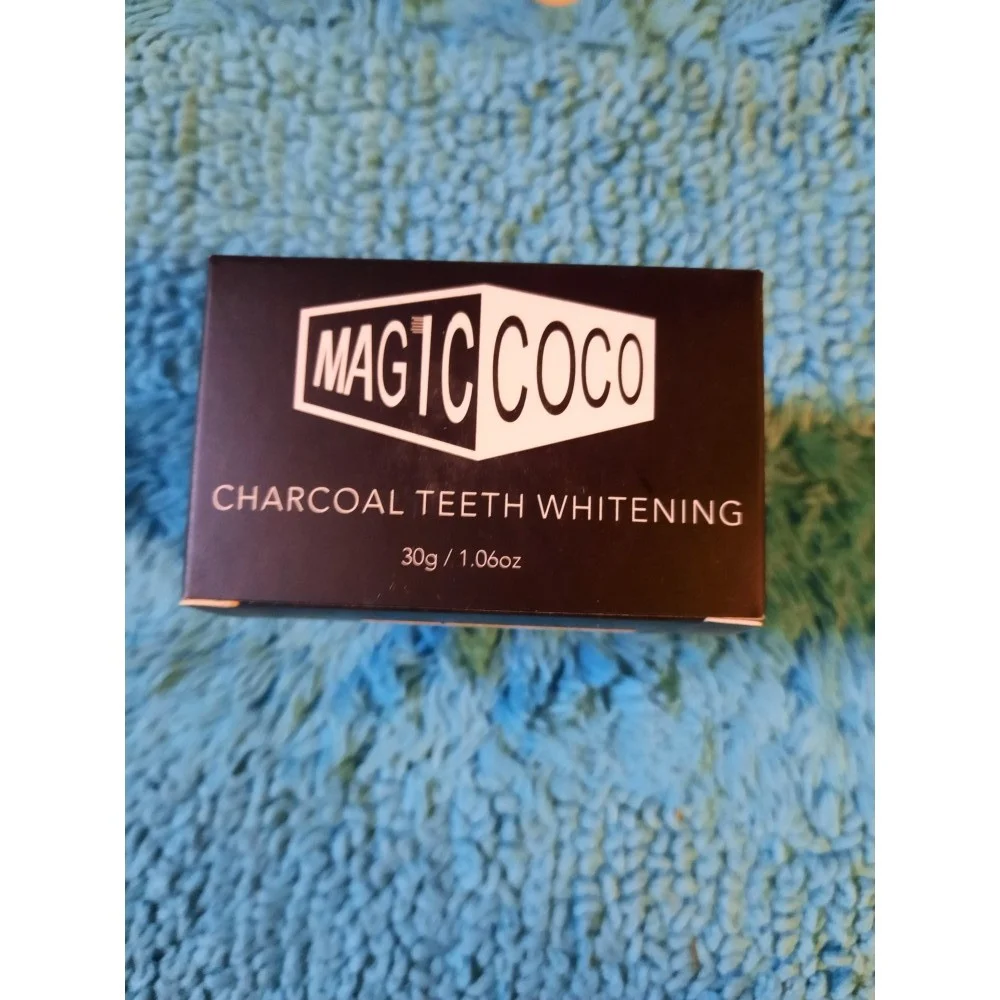 MAGIC COCO
CHARCOAL TEETH WHITENING
30g / 1.06oz